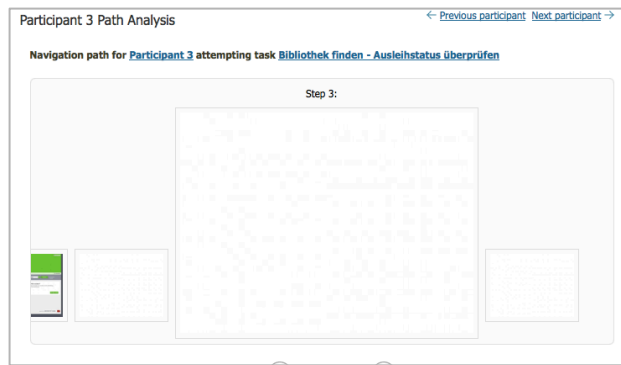 Participant 3 Path Analysis
← Previous participant Next participant →
Navigation path for Participant 3 attempting task Bibliothek finden - Ausleihstatus überprüfen
Step 3: